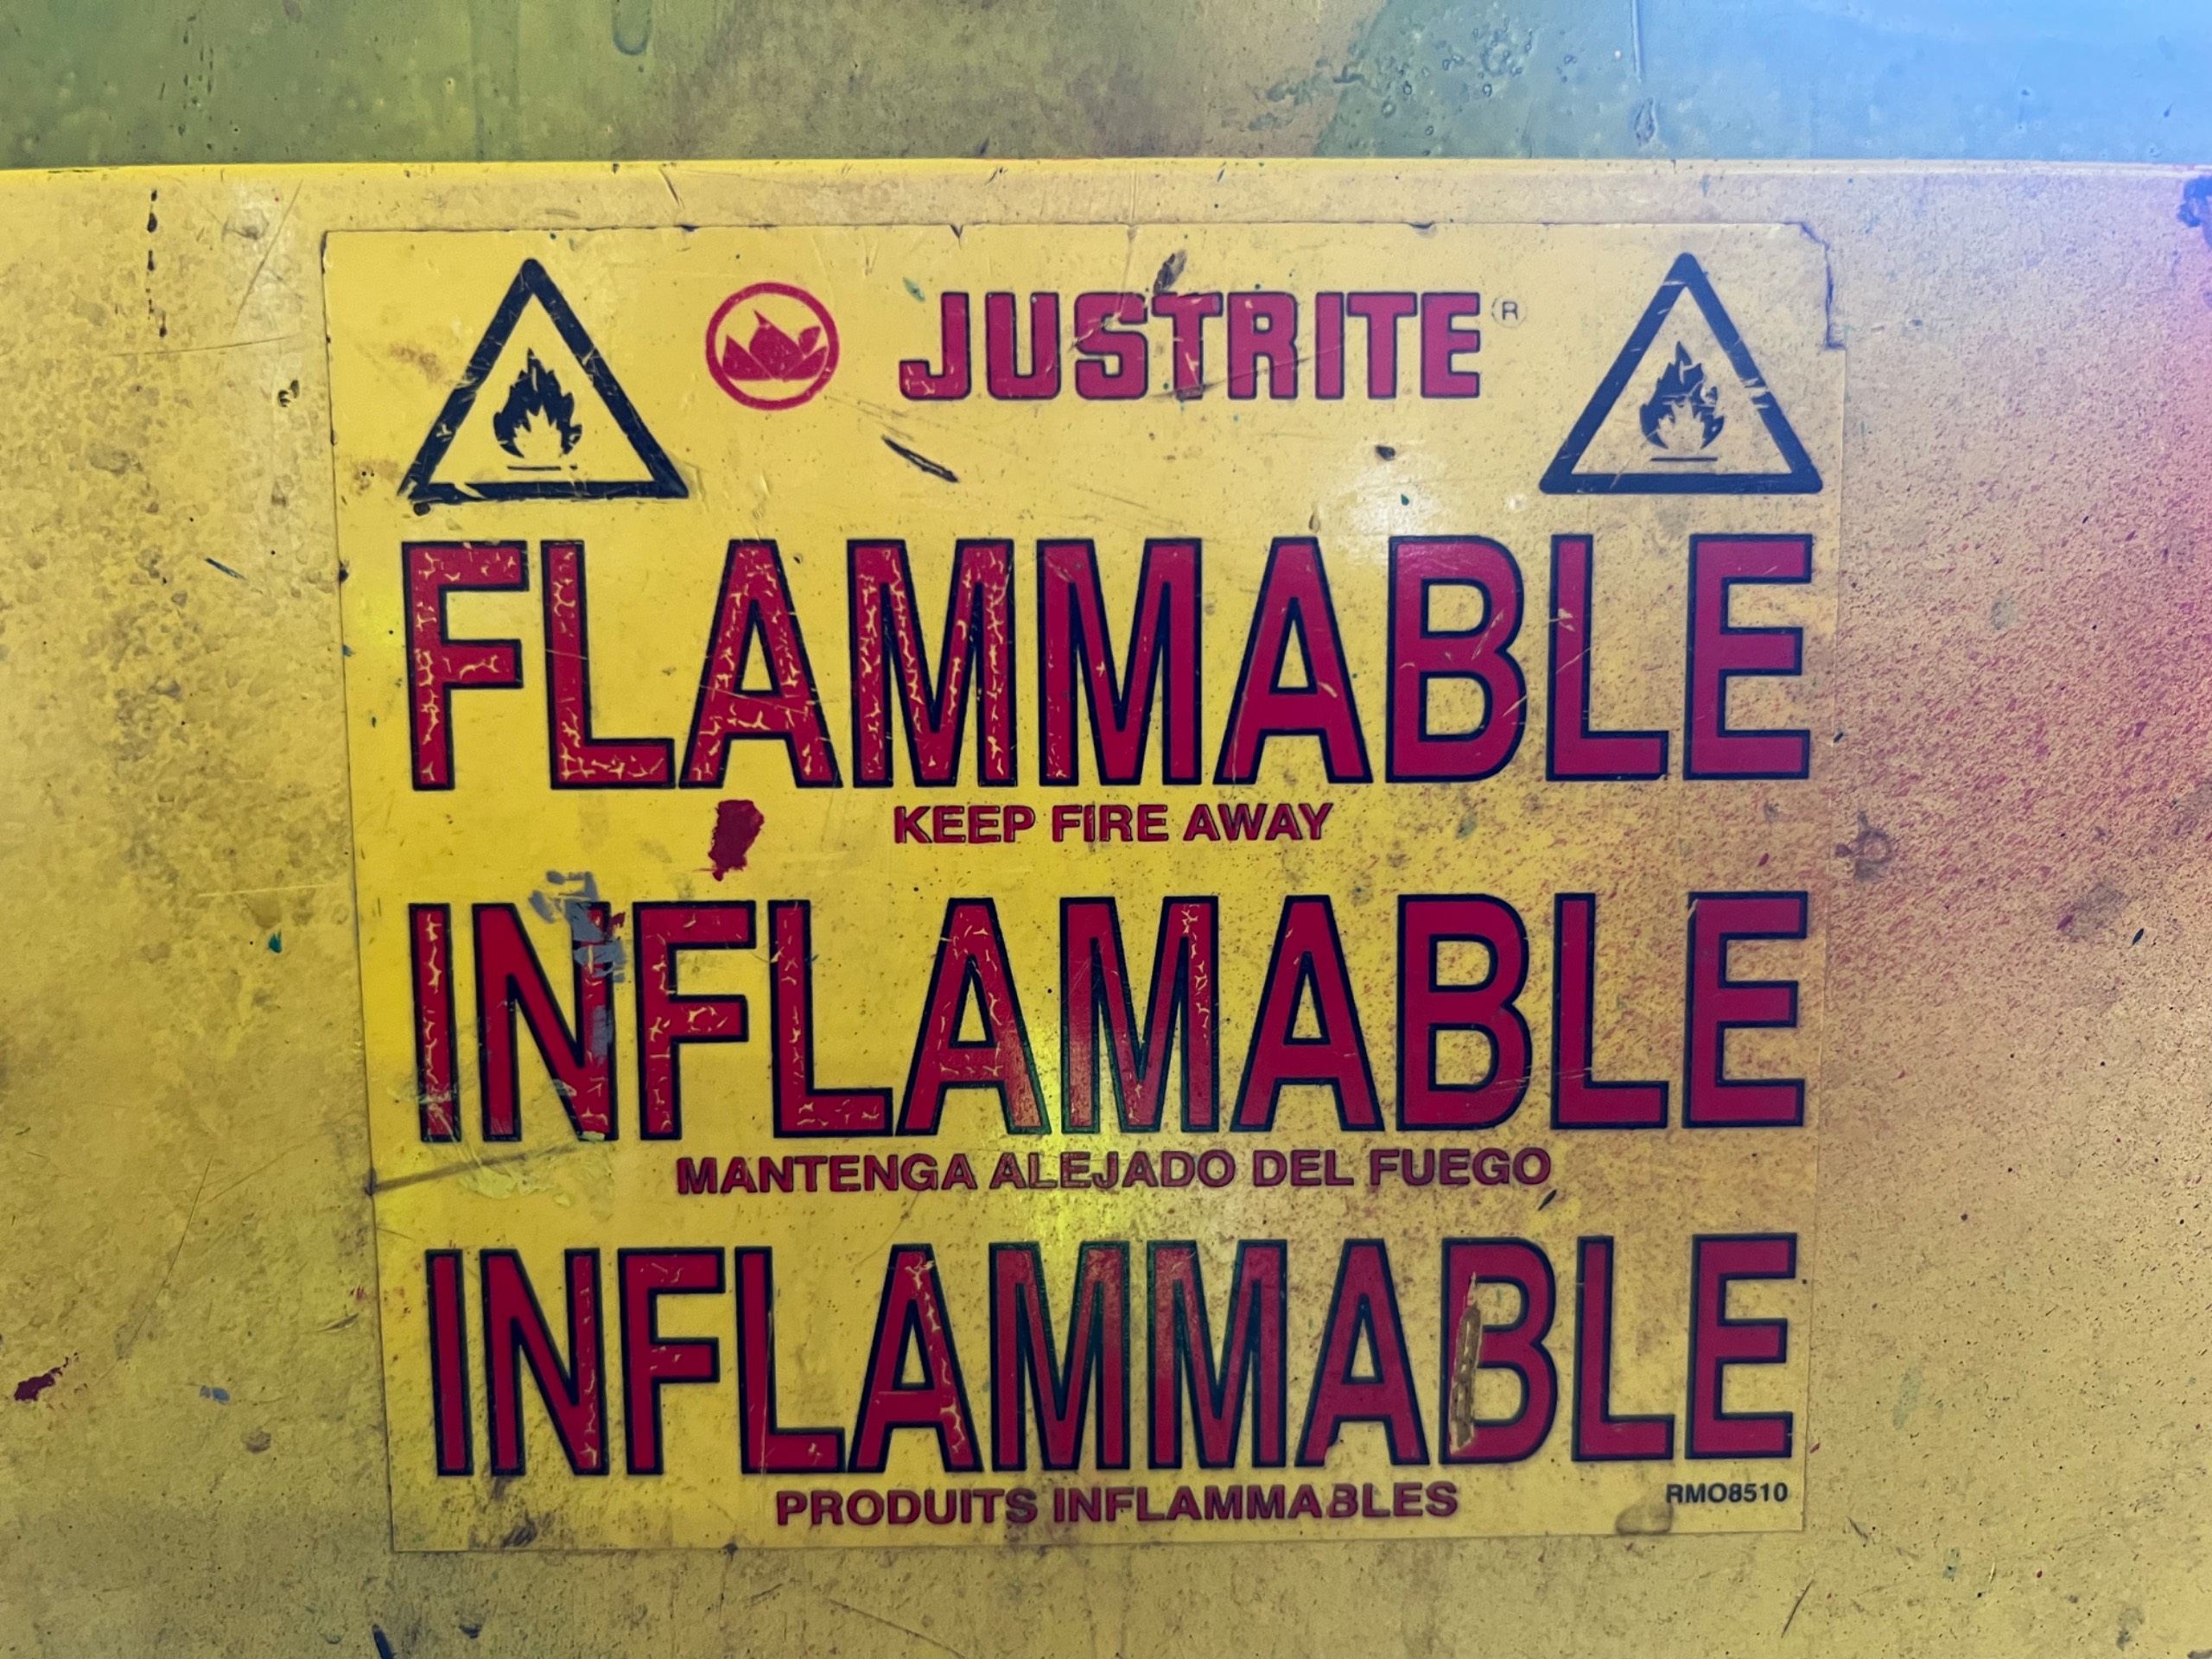 JUSTRITE®
FLAMMABLE
KEEP FIRE AWAY
INFLAMABLE
MANTENGA ALEJADO DEL FUEGO
INFLAMMABLE
PRODUITS INFLAMMABLES
RMO8510